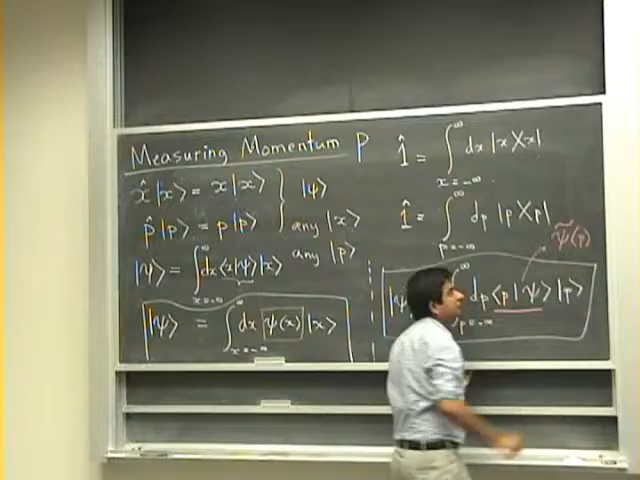 Measuring Momentum P
x̂|x⟩ = x|x⟩ } |ψ⟩
p̂|p⟩ = p|p⟩ any |x⟩
any |p⟩
|ψ⟩ = ∫_{x=-∞}^{∞} dx⟨x|ψ⟩|x⟩
|ψ⟩ = ∫_{x=-∞}^{∞} dx ψ(x) |x⟩
1̂ = ∫_{x=-∞}^{∞} dx |x⟩⟨x|
1̂ = ∫_{p=-∞}^{∞} dp |p⟩⟨p|
ψ̃(p)
|ψ ∫_{p=-∞}^{∞} dp⟨p|ψ⟩|p⟩